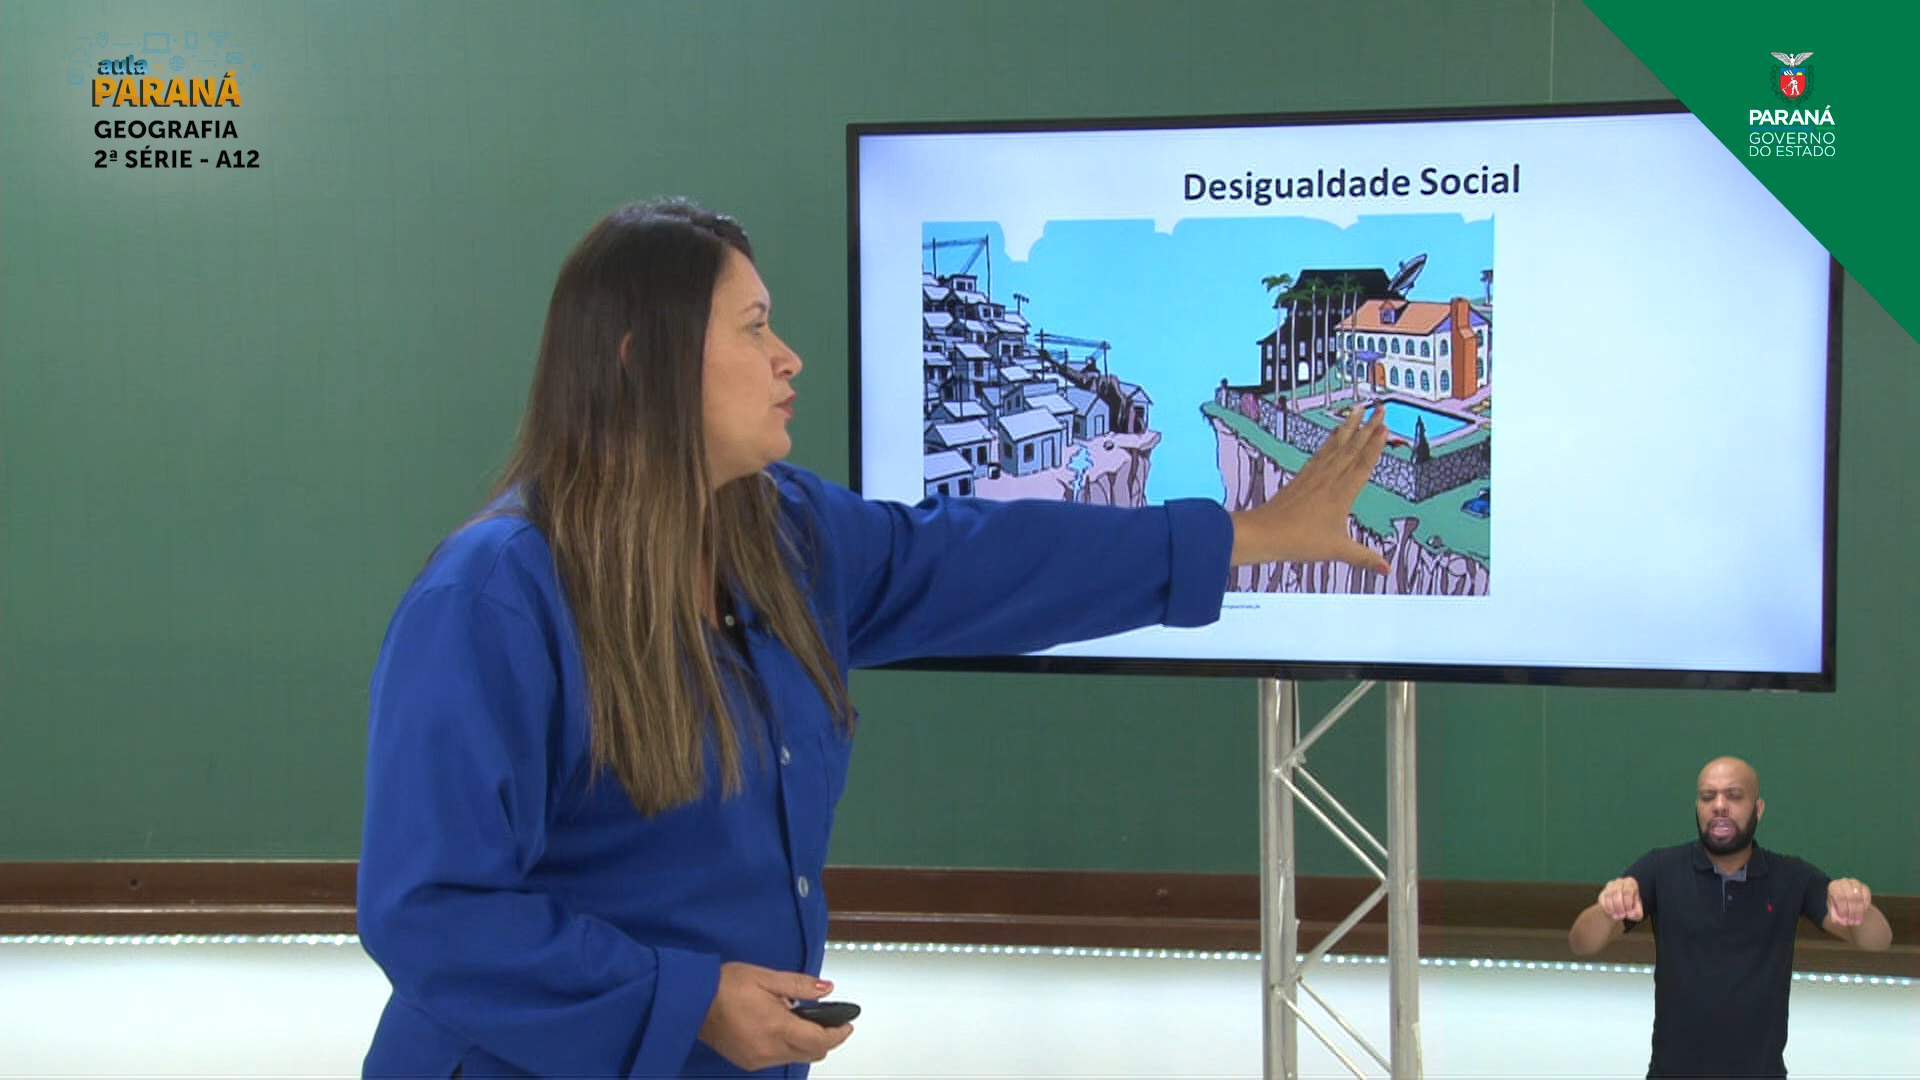 aula
PARANÁ
GEOGRAFIA
2ª SÉRIE - A12
PARANÁ
GOVERNO
DO ESTADO
Desigualdade Social